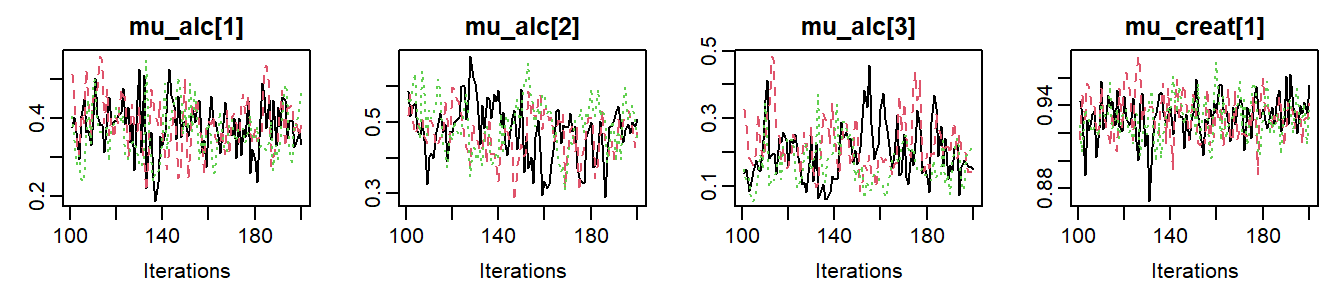 mu_alc[1]
0.4
0.2
100 140 180
Iterations
mu_alc[2]
0.5
0.3
100 140 180
Iterations
mu_alc[3]
0.5
0.3
0.1
100 140 180
Iterations
mu_creat[1]
0.94
0.88
100 140 180
Iterations